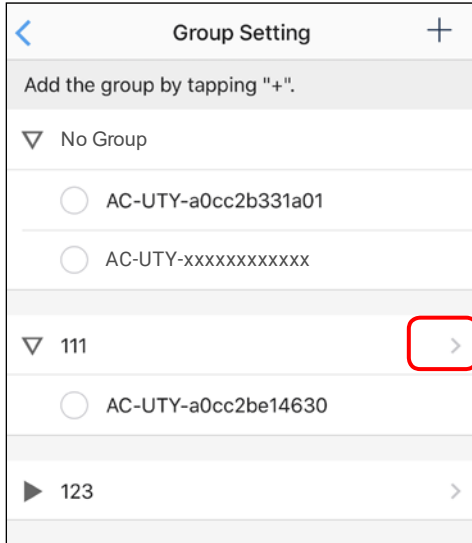 Group Setting
Add the group by tapping "+".
No Group
AC-UTY-a0cc2b331a01
AC-UTY-xxxxxxxxxxxx
111
AC-UTY-a0cc2be14630
123